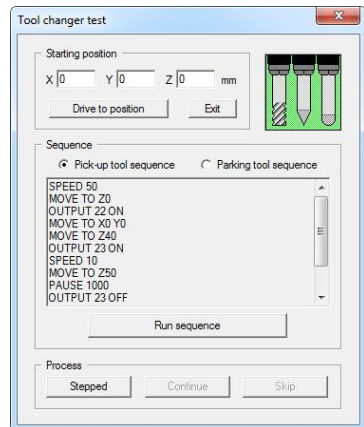 Tool changer test
Starting position
X 0 Y 0 Z 0 mm
Drive to position Exit
Sequence
Pick-up tool sequence Parking tool sequence
SPEED 50
MOVE TO Z0
OUTPUT 22 ON
MOVE TO X0 Y0
MOVE TO Z40
OUTPUT 23 ON
SPEED 10
MOVE TO Z50
PAUSE 1000
OUTPUT 23 OFF
Run sequence
Process
Stepped Continue Skip